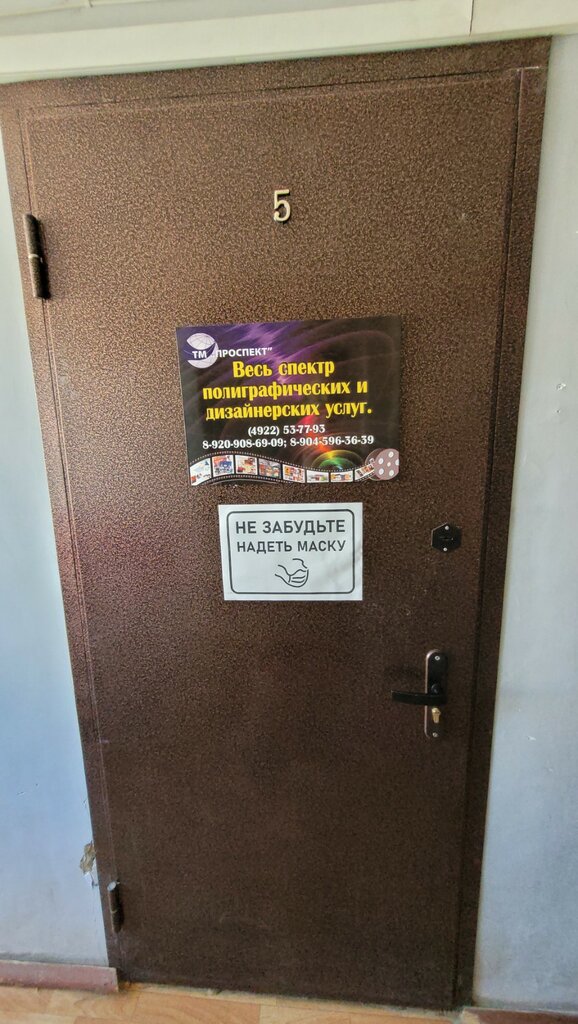 5
ТМ „ПРОСПЕКТ"
Весь спектр
полиграфических и
дизайнерских услуг.
(4922) 53-77-93
8-920-908-69-09; 8-904-596-36-39
НЕ ЗАБУДЬТЕ
НАДЕТЬ МАСКУ